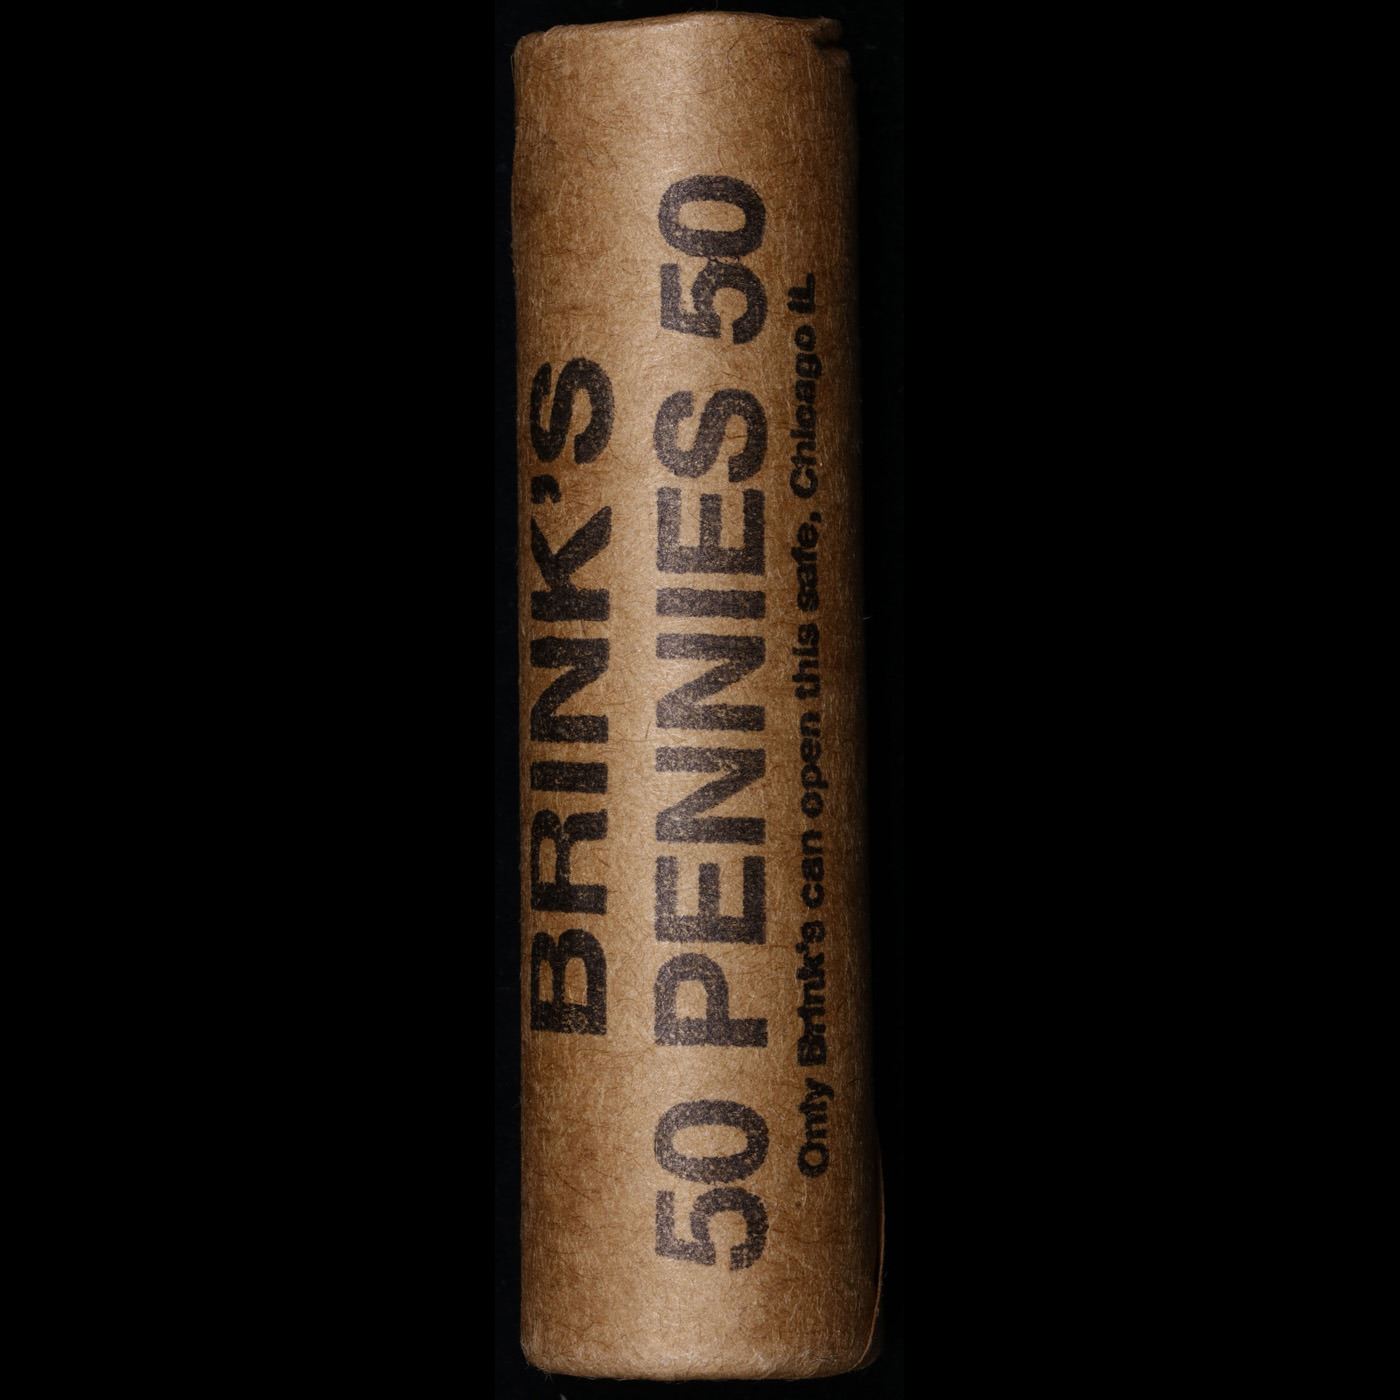 BRINK'S
50 PENNIES 50
Only Brink's can open this safe, Chicago IL